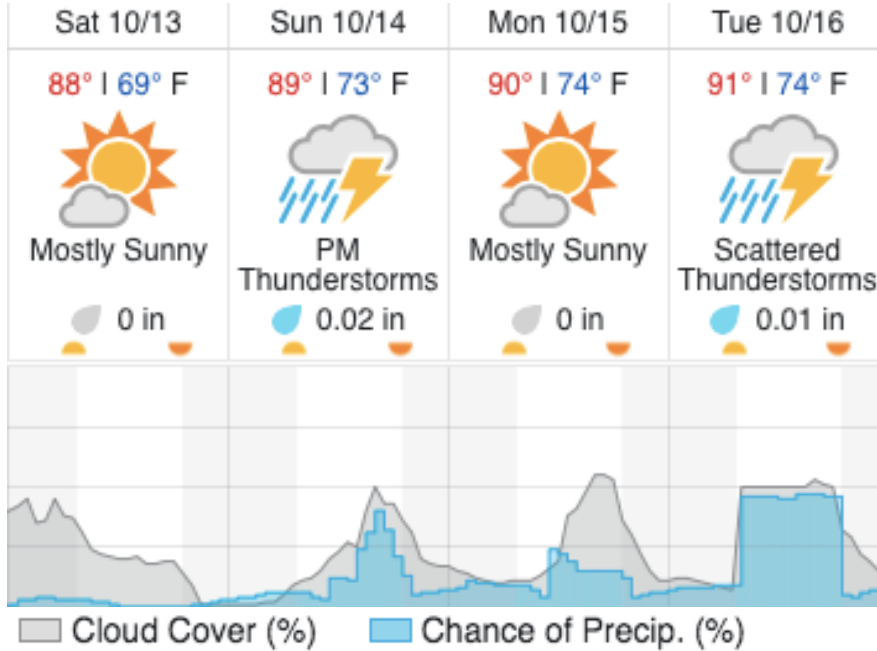 Sat 10/13 Sun 10/14 Mon 10/15 Tue 10/16
88° | 69° F 89° | 73° F 90° | 74° F 91° | 74° F
Mostly Sunny PM Mostly Sunny Scattered
Thunderstorms Thunderstorms
0 in 0.02 in 0 in 0.01 in
Cloud Cover (%) Chance of Precip. (%)